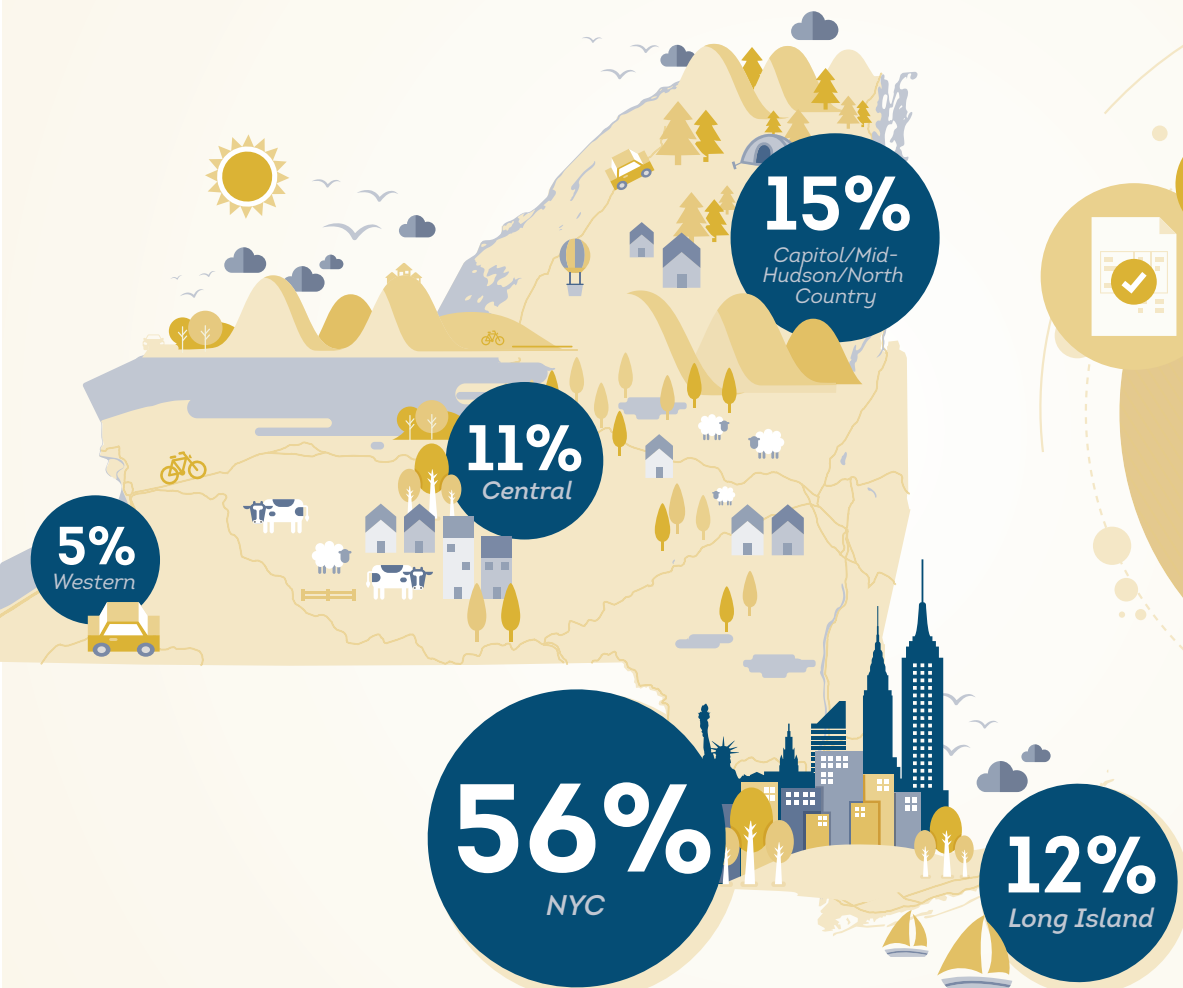 15%
Capitol/Mid-
Hudson/North
Country
11%
Central
5%
Western
56%
NYC
12%
Long Island